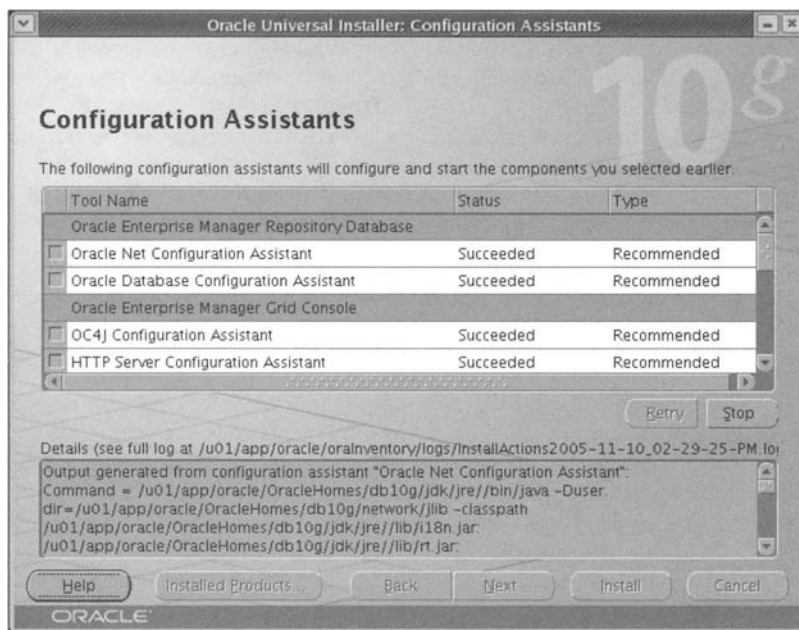 Oracle Universal Installer: Configuration Assistants
10g
Configuration Assistants
The following configuration assistants will configure and start the components you selected earlier.
Tool Name Status Type
Oracle Enterprise Manager Repository Database
Oracle Net Configuration Assistant Succeeded Recommended
Oracle Database Configuration Assistant Succeeded Recommended
Oracle Enterprise Manager Grid Console
OC4J Configuration Assistant Succeeded Recommended
HTTP Server Configuration Assistant Succeeded Recommended
Retry Stop
Details (see full log at /u01/app/oracle/oraInventory/logs/InstallActions2005-11-10_02-29-25-PM.log
Output generated from configuration assistant "Oracle Net Configuration Assistant":
Command = /u01/app/oracle/OracleHomes/db10g/jdk/jre//bin/java -Duser.
dir=/u01/app/oracle/OracleHomes/db10g/network/jlib -classpath
/u01/app/oracle/OracleHomes/db10g/jdk/jre//lib/i18n.jar:
/u01/app/oracle/OracleHomes/db10g/jdk/jre//lib/rt.jar:
Help Installed Products... Back Next Install Cancel
ORACLE